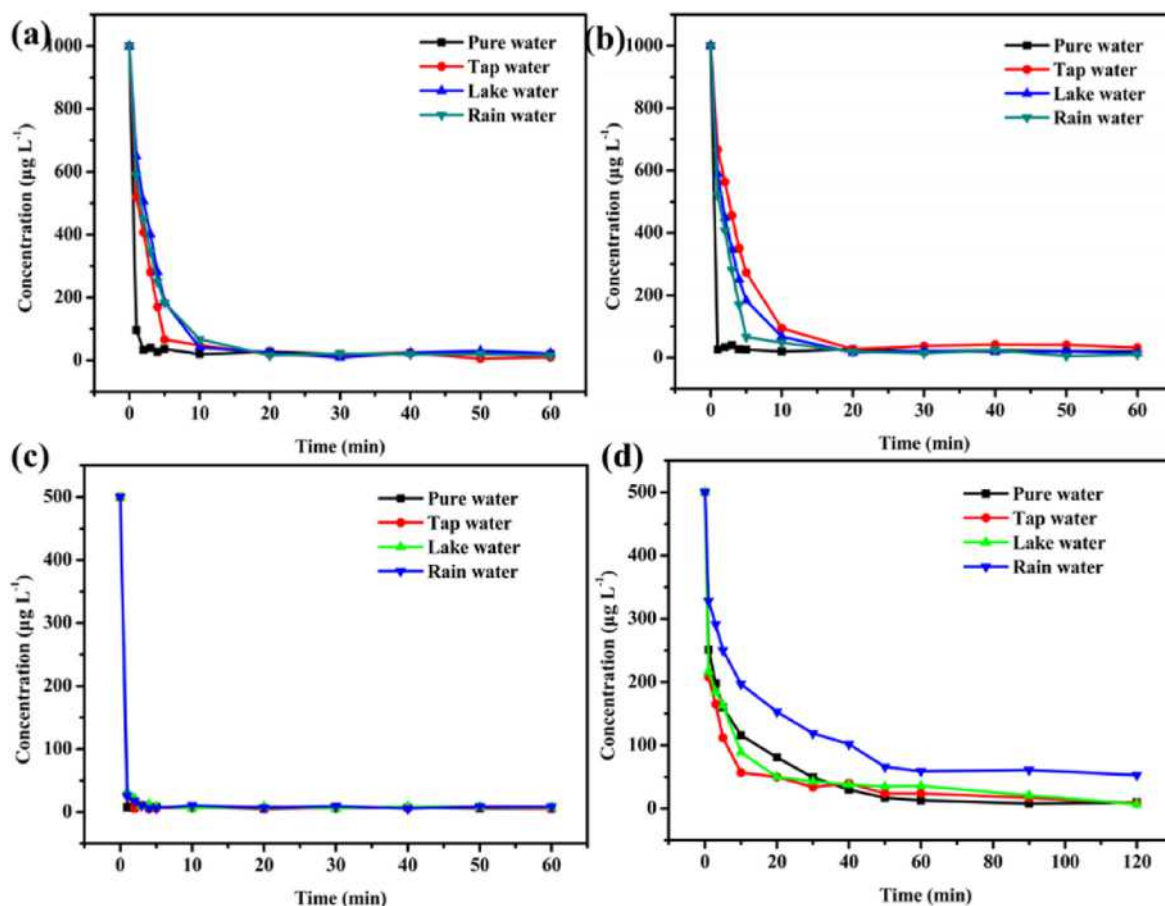 (a)
Pure water
Tap water
Lake water
Rain water
1000
800
600
400
200
0
Concentration (µg L⁻¹)
0 10 20 30 40 50 60
Time (min)
(b)
Pure water
Tap water
Lake water
Rain water
1000
800
600
400
200
0
Concentration (µg L⁻¹)
0 10 20 30 40 50 60
Time (min)
(c)
Pure water
Tap water
Lake water
Rain water
500
400
300
200
100
0
Concentration (µg L⁻¹)
0 10 20 30 40 50 60
Time (min)
(d)
Pure water
Tap water
Lake water
Rain water
500
400
300
200
100
0
Concentration (µg L⁻¹)
0 20 40 60 80 100 120
Time (min)